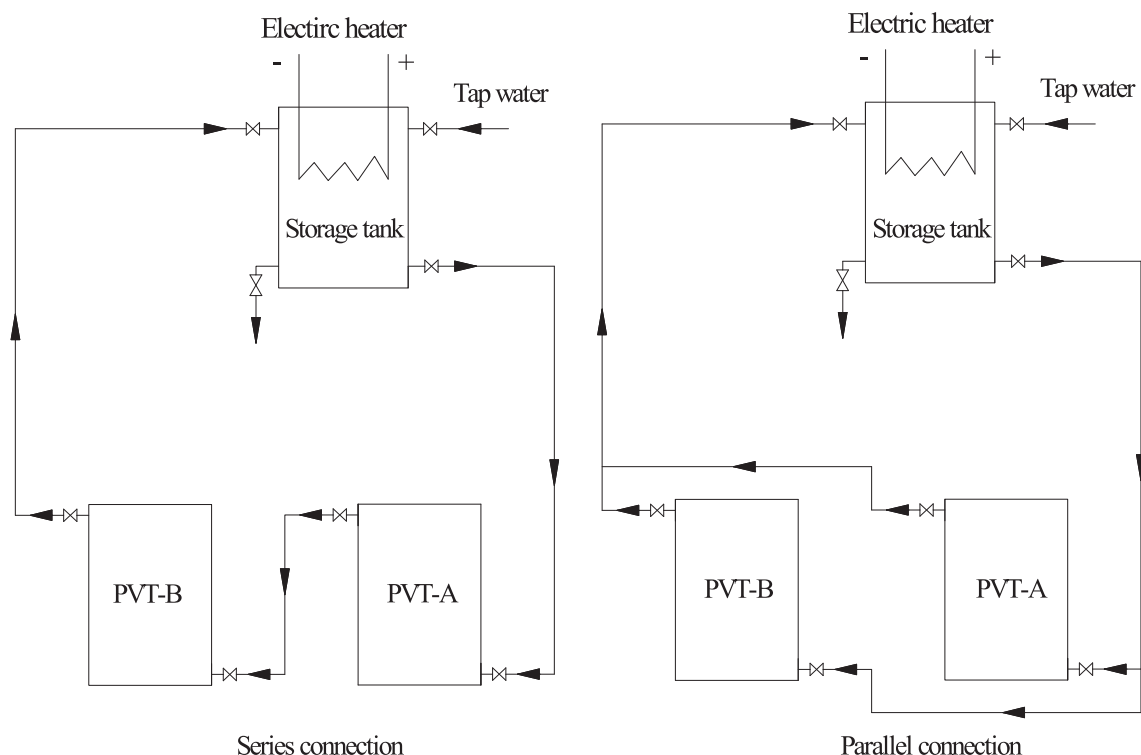 Electirc heater
- +
Tap water
Storage tank
PVT-B
PVT-A
Series connection
Electric heater
- +
Tap water
Storage tank
PVT-B
PVT-A
Parallel connection